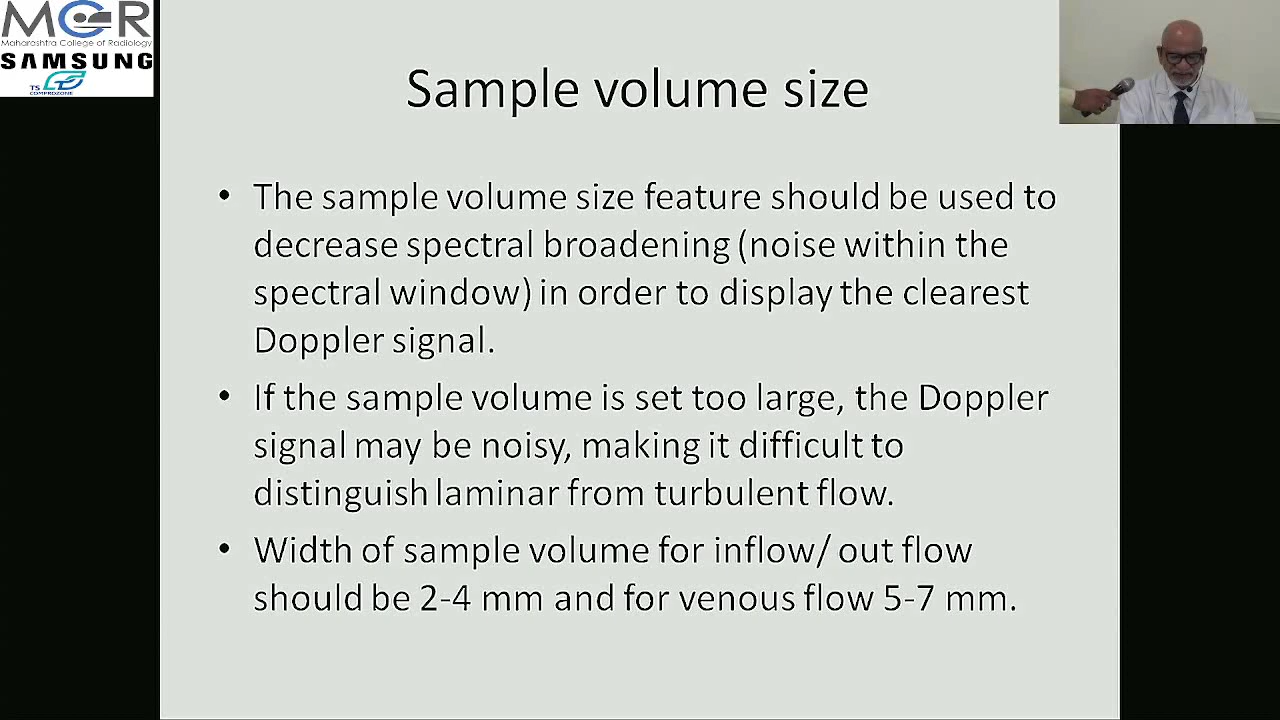 MCR
Maharashtra College of Radiology
SAMSUNG
TS
COMPROZONE
Sample volume size
• The sample volume size feature should be used to
decrease spectral broadening (noise within the
spectral window) in order to display the clearest
Doppler signal.
• If the sample volume is set too large, the Doppler
signal may be noisy, making it difficult to
distinguish laminar from turbulent flow.
• Width of sample volume for inflow/ out flow
should be 2-4 mm and for venous flow 5-7 mm.